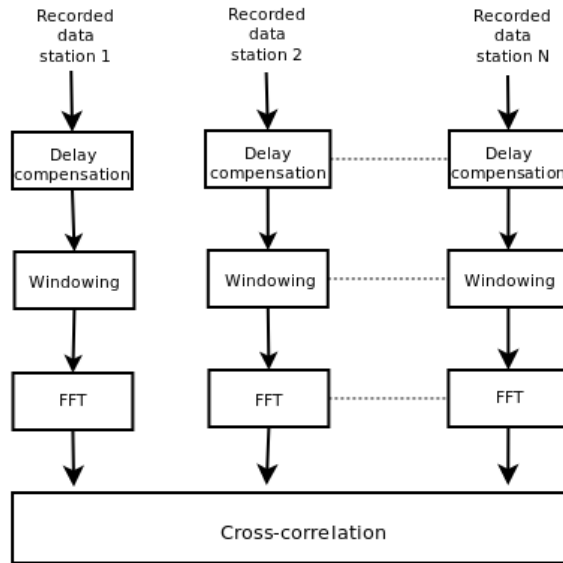 Recorded
data
station 1
Recorded
data
station 2
Recorded
data
station N
Delay
compensation
Delay
compensation
Delay
compensation
Windowing
Windowing
Windowing
FFT
FFT
FFT
Cross-correlation